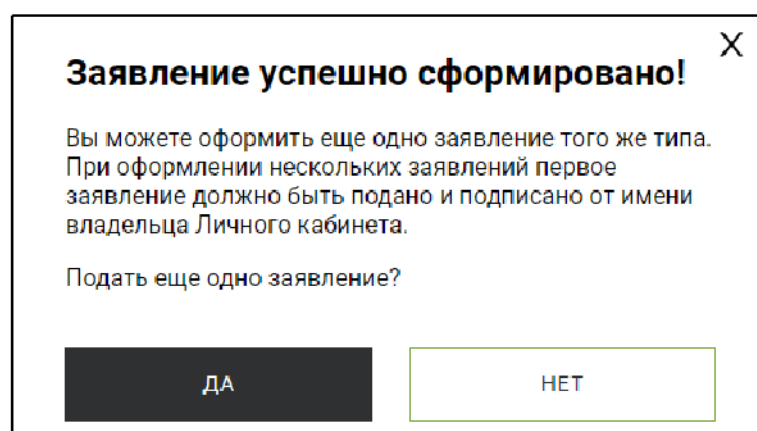 X
Заявление успешно сформировано!
Вы можете оформить еще одно заявление того же типа.
При оформлении нескольких заявлений первое
заявление должно быть подано и подписано от имени
владельца Личного кабинета.
Подать еще одно заявление?
ДА
НЕТ